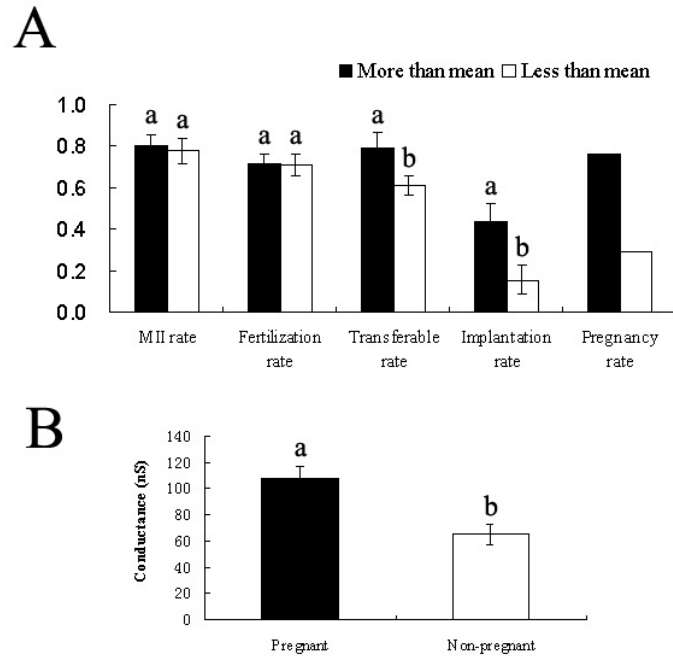 A
More than mean Less than mean
1.0
0.8
0.6
0.4
0.2
0.0
a a a a a b a b
MII rate Fertilization rate Transferable rate Implantation rate Pregnancy rate
B
Conductance (nS)
140
120
100
80
60
40
20
0
a
b
Pregnant Non-pregnant